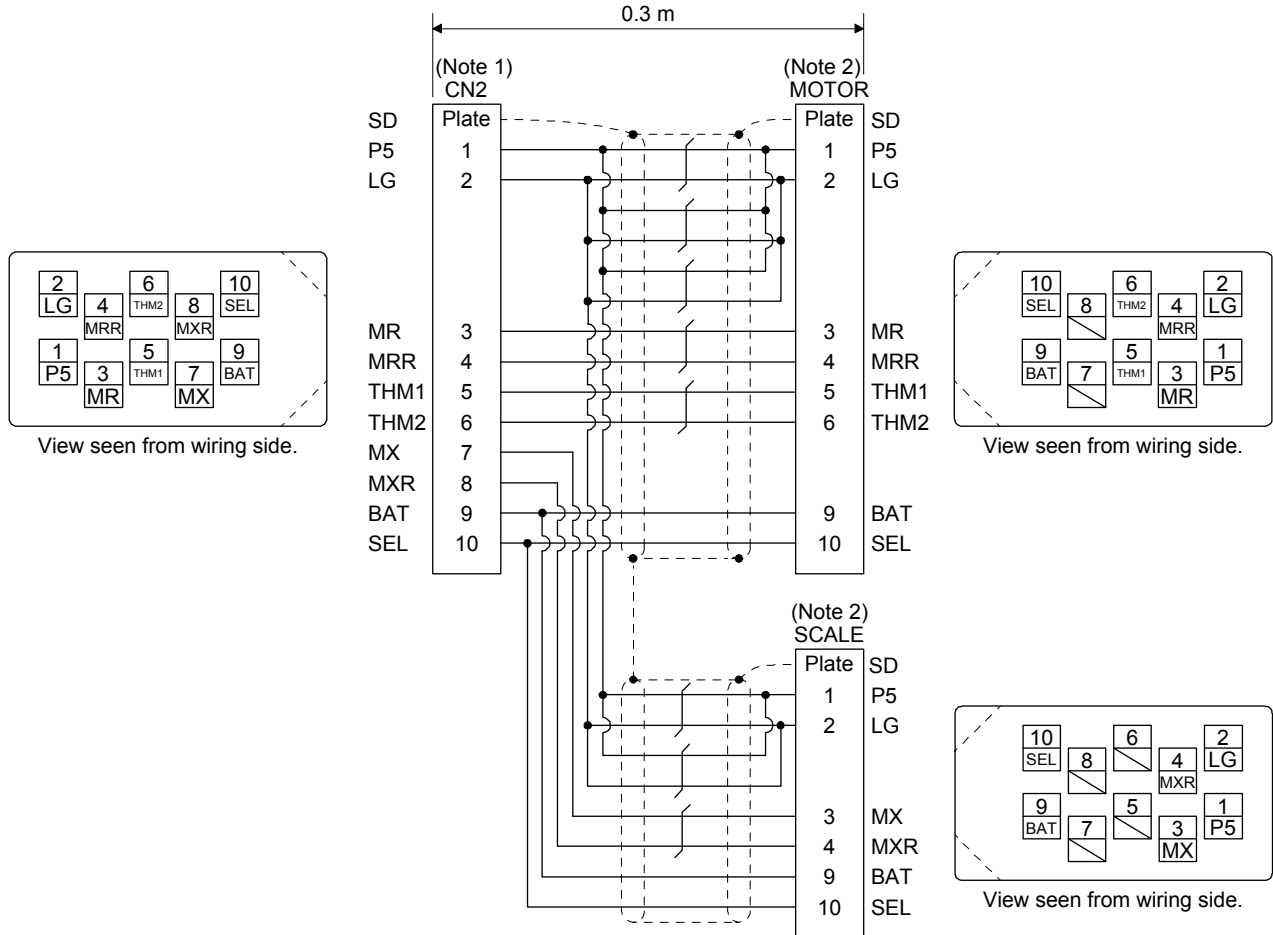 0.3 m
(Note 1)
CN2
(Note 2)
MOTOR
SD Plate Plate SD
P5 1 1 P5
LG 2 2 LG
MR 3 3 MR
MRR 4 4 MRR
THM1 5 5 THM1
THM2 6 6 THM2
MX 7
MXR 8
BAT 9 9 BAT
SEL 10 10 SEL
2 6 10
LG 4 THM2 8 SEL
MRR MXR
1 5 9
P5 3 THM1 7 BAT
MR MX
View seen from wiring side.
10 6 2
SEL 8 THM2 4 LG
MRR
9 5 1
BAT 7 THM1 3 P5
MR
View seen from wiring side.
(Note 2)
SCALE
Plate SD
1 P5
2 LG
3 MX
4 MXR
9 BAT
10 SEL
10 6 2
SEL 8 4 LG
MXR
9 5 1
BAT 7 3 P5
MX
View seen from wiring side.